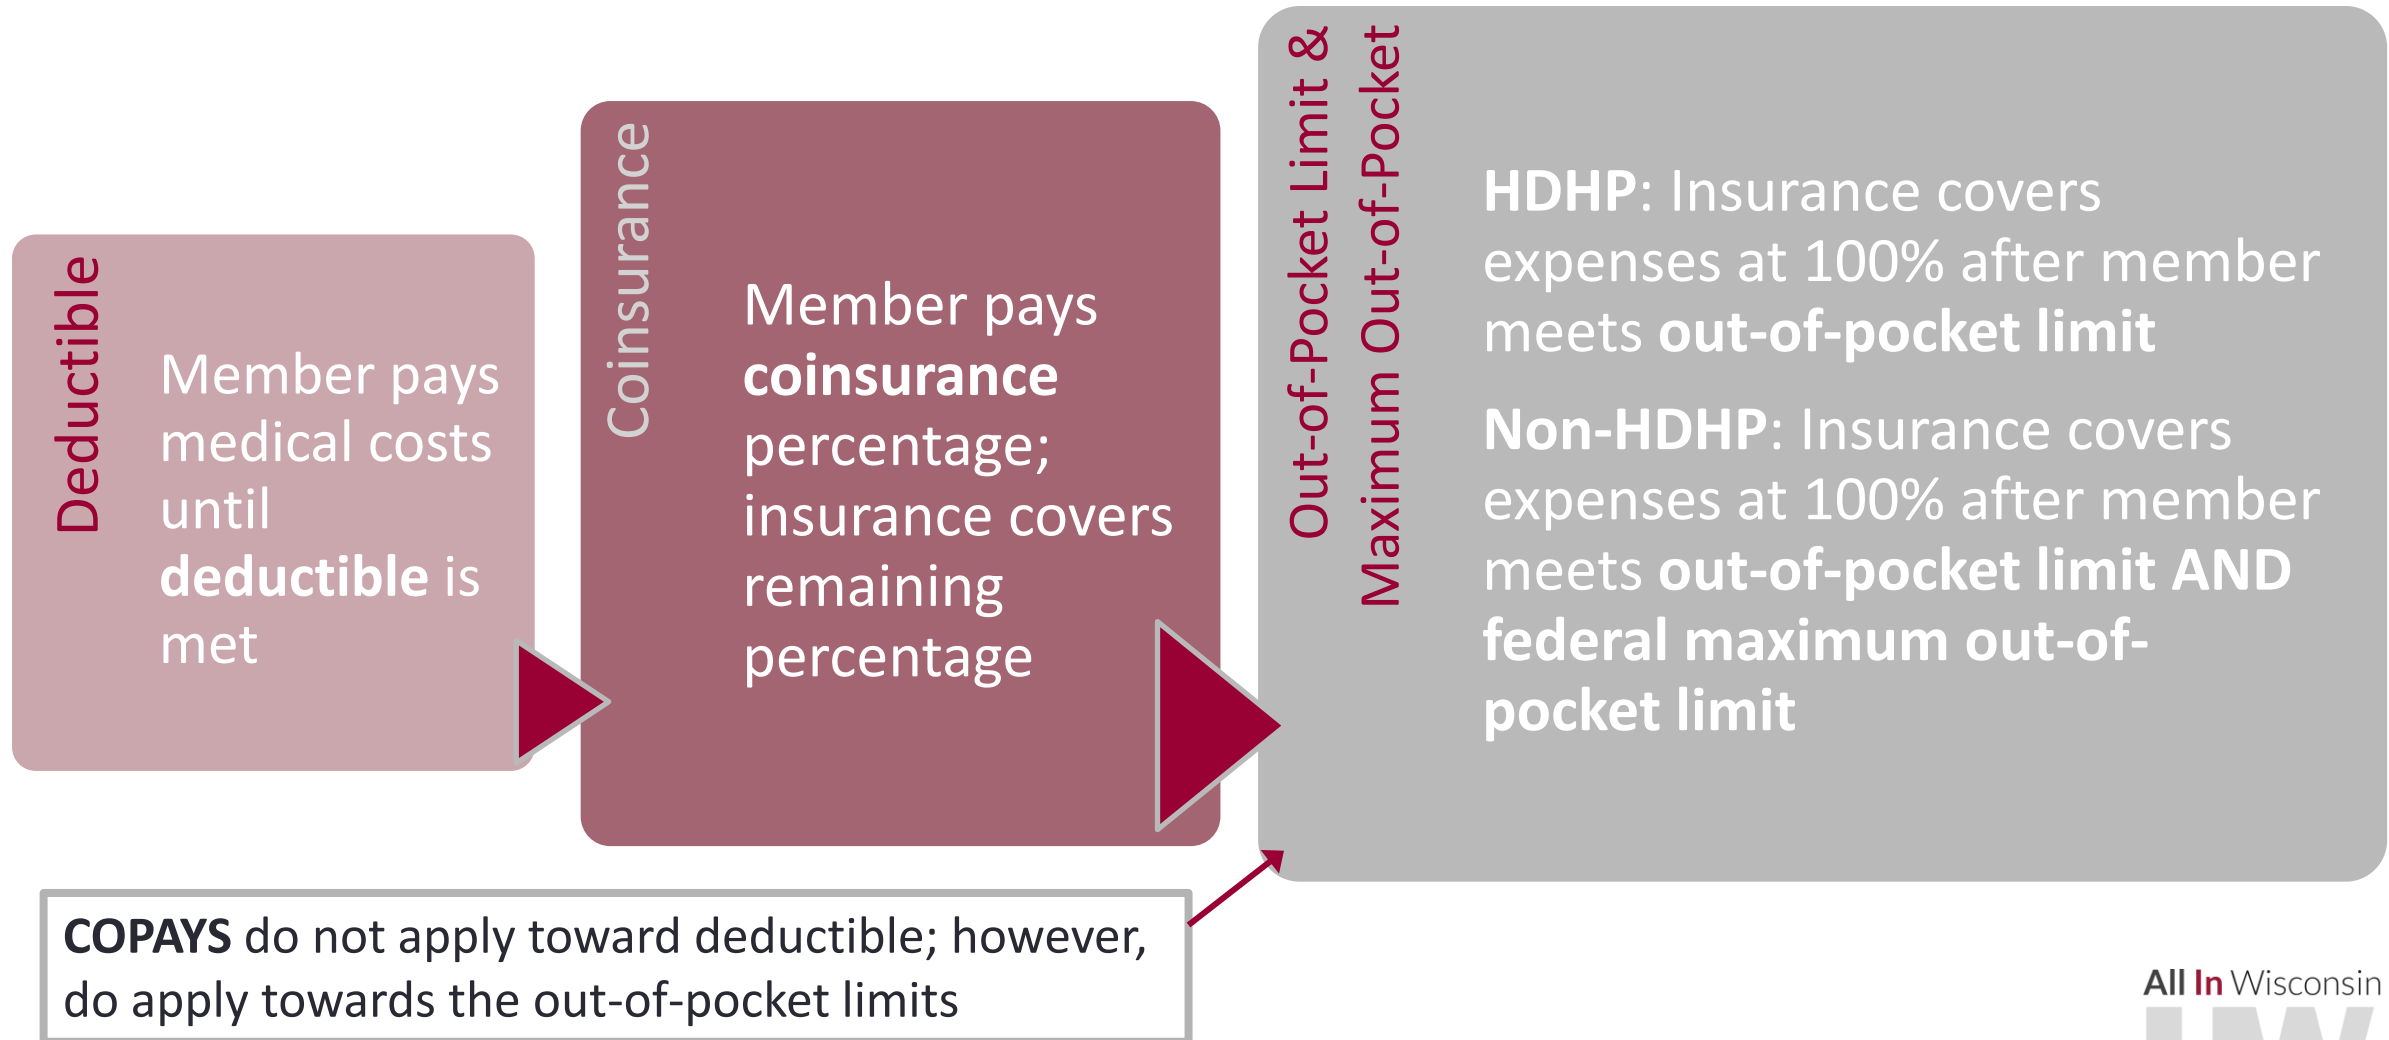 Deductible
Member pays
medical costs
until
deductible is
met
Coinsurance
Member pays
coinsurance
percentage;
insurance covers
remaining
percentage
Out-of-Pocket Limit &
Maximum Out-of-Pocket
HDHP: Insurance covers
expenses at 100% after member
meets out-of-pocket limit
Non-HDHP: Insurance covers
expenses at 100% after member
meets out-of-pocket limit AND
federal maximum out-of-
pocket limit
COPAYS do not apply toward deductible; however,
do apply towards the out-of-pocket limits
All In Wisconsin